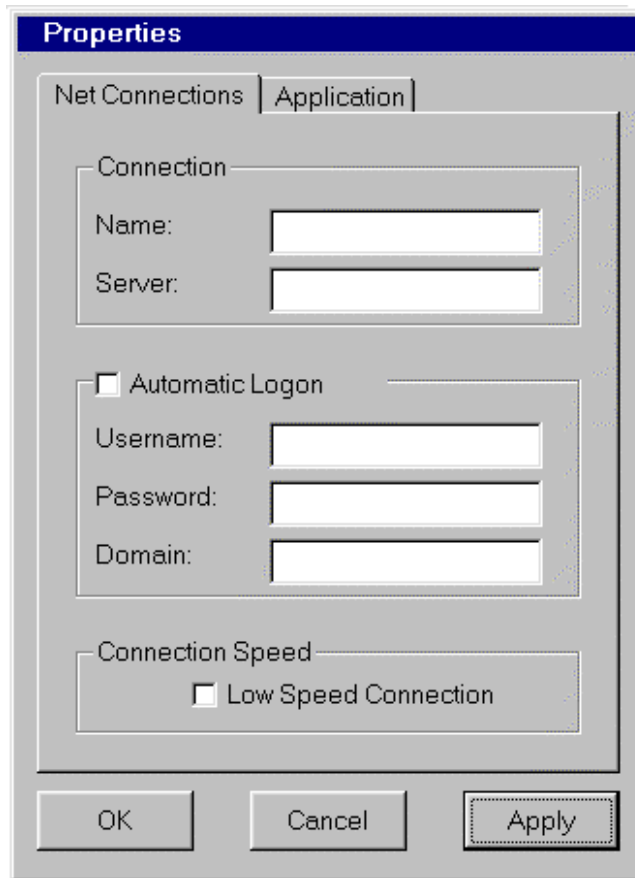 Properties
Net Connections Application
Connection
Name:
Server:
Automatic Logon
Username:
Password:
Domain:
Connection Speed
Low Speed Connection
OK Cancel Apply